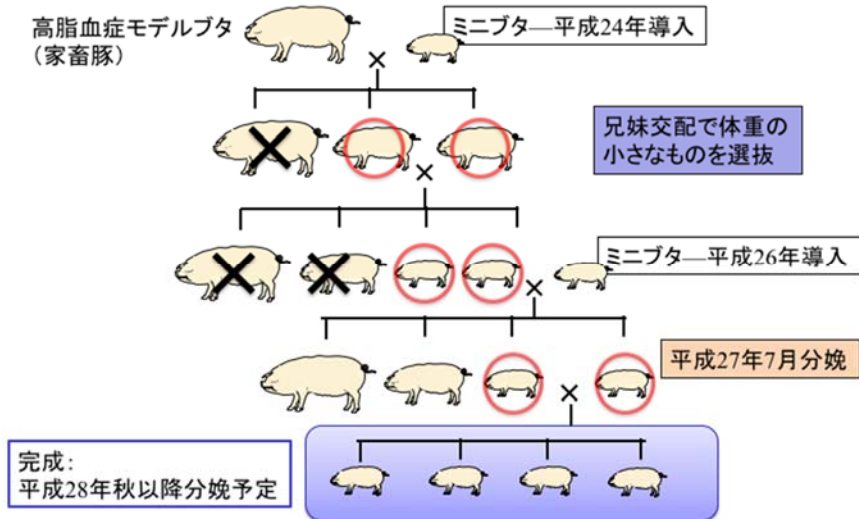 高脂血症モデルブタ
(家畜豚)
ミニブタ―平成24年導入
×
兄妹交配で体重の
小さなものを選抜
×
ミニブタ―平成26年導入
×
平成27年7月分娩
×
完成:
平成28年秋以降分娩予定